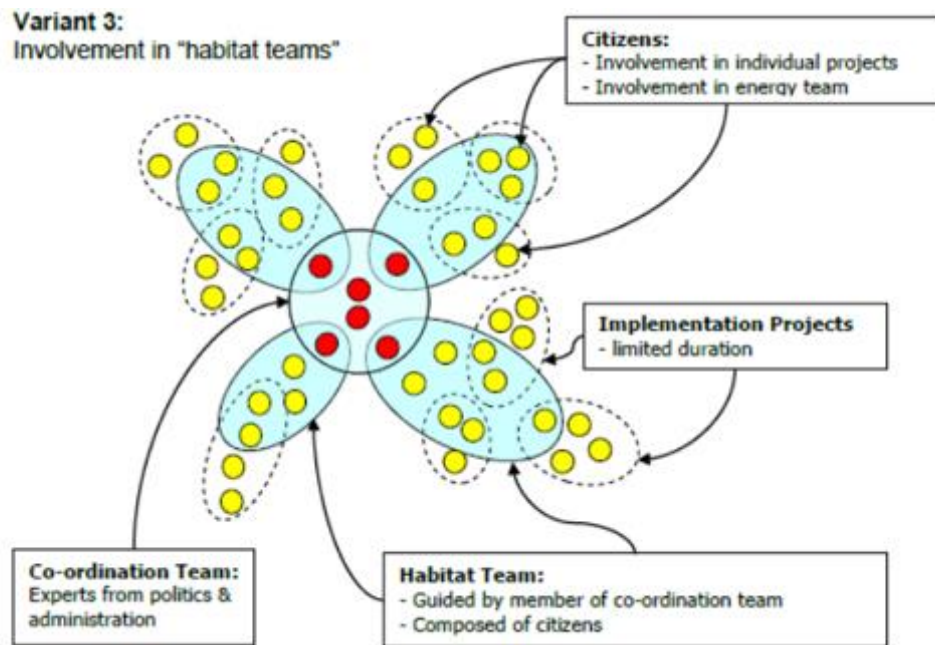 Variant 3:
Involvement in “habitat teams”
Citizens:
- Involvement in individual projects
- Involvement in energy team
Implementation Projects
- limited duration
Co-ordination Team:
Experts from politics &
administration
Habitat Team:
- Guided by member of co-ordination team
- Composed of citizens